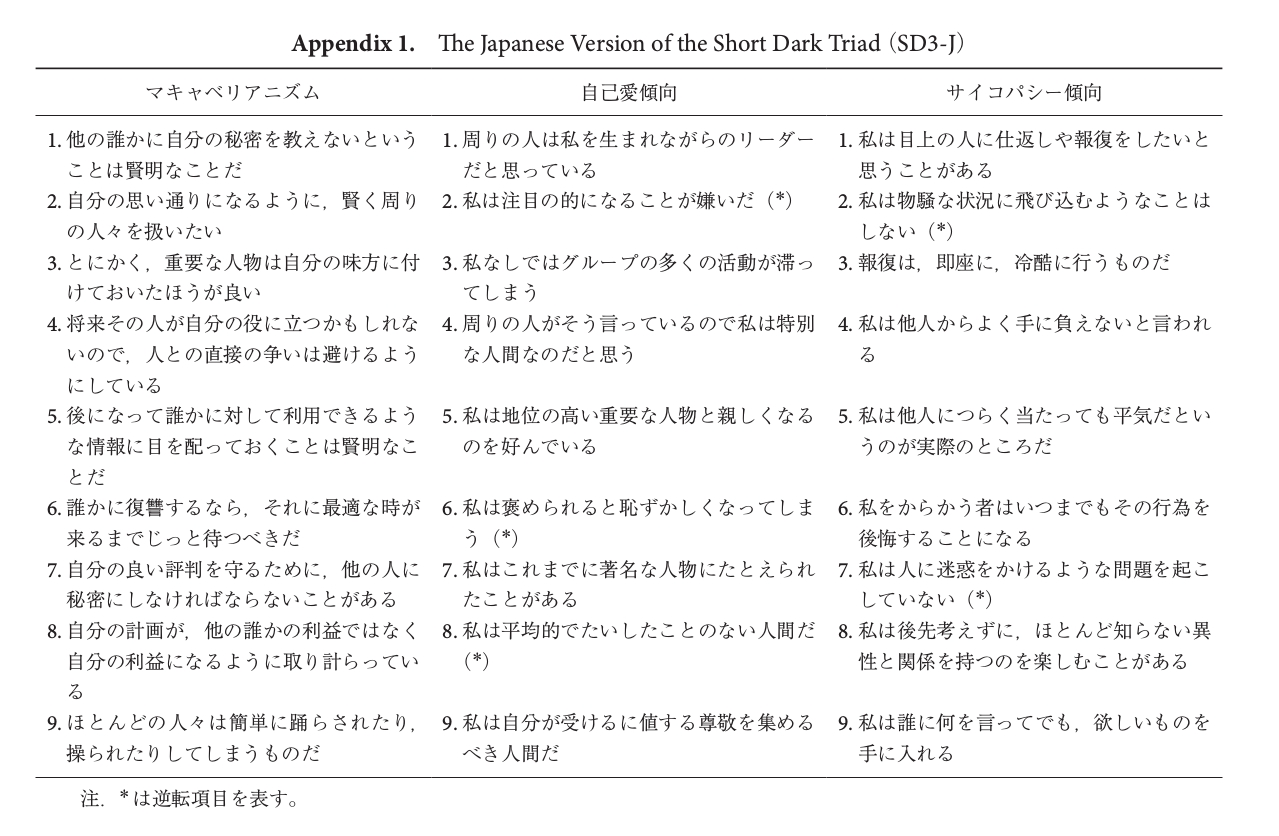 Appendix 1. The Japanese Version of the Short Dark Triad (SD3-J)
マキャベリアニズム
1. 他の誰かに自分の秘密を教えないという
ことは賢明なことだ
2. 自分の思い通りになるように，賢く周り
の人々を扱いたい
3. とにかく，重要な人物は自分の味方に付
けておいたほうが良い
4. 将来その人が自分の役に立つかもしれな
いので，人との直接の争いは避けるよう
にしている
5. 後になって誰かに対して利用できるよう
な情報に目を配っておくことは賢明なこ
とだ
6. 誰かに復讐するなら，それに最適な時が
来るまでじっと待つべきだ
7. 自分の良い評判を守るために，他の人に
秘密にしなければならないことがある
8. 自分の計画が，他の誰かの利益ではなく
自分の利益になるように取り計らってい
る
9. ほとんどの人々は簡単に踊らされたり，
操られたりしてしまうものだ
自己愛傾向
1. 周りの人は私を生まれながらのリーダー
だと思っている
2. 私は注目の的になることが嫌いだ（*）
3. 私なしではグループの多くの活動が滞っ
てしまう
4. 周りの人がそう言っているので私は特別
な人間なのだと思う
5. 私は地位の高い重要な人物と親しくなる
のを好んでいる
6. 私は褒められると恥ずかしくなってしま
う（*）
7. 私はこれまでに著名な人物にたとえられ
たことがある
8. 私は平均的でたいしたことのない人間だ
（*）
9. 私は自分が受けるに値する尊敬を集める
べき人間だ
サイコパシー傾向
1. 私は目上の人に仕返しや報復をしたいと
思うことがある
2. 私は物騒な状況に飛び込むようなことは
しない（*）
3. 報復は，即座に，冷酷に行うものだ
4. 私は他人からよく手に負えないと言われ
る
5. 私は他人につらく当たっても平気だとい
うのが実際のところだ
6. 私をからかう者はいつまでもその行為を
後悔することになる
7. 私は人に迷惑をかけるような問題を起こ
していない（*）
8. 私は後先考えずに，ほとんど知らない異
性と関係を持つのを楽しむことがある
9. 私は誰に何を言ってでも，欲しいものを
手に入れる
注．*は逆転項目を表す。